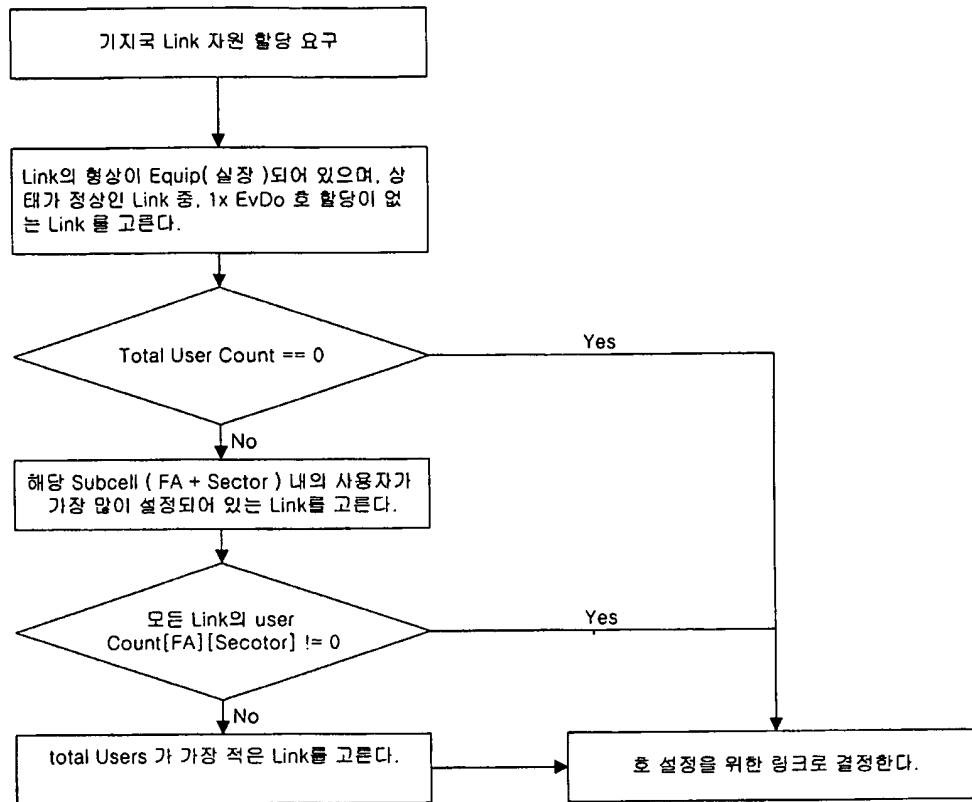 기지국 Link 자원 할당 요구
Link의 형상이 Equip( 실장 )되어 있으며, 상
태가 정상인 Link 중, 1x EvDo 호 할당이 없
는 Link 를 고른다.
Total User Count == 0
Yes
No
해당 Subcell ( FA + Sector ) 내의 사용자가
가장 많이 설정되어 있는 Link를 고른다.
모든 Link의 user
Count[FA][Secotor] != 0
Yes
No
total Users 가 가장 적은 Link를 고른다.
호 설정을 위한 링크로 결정한다.